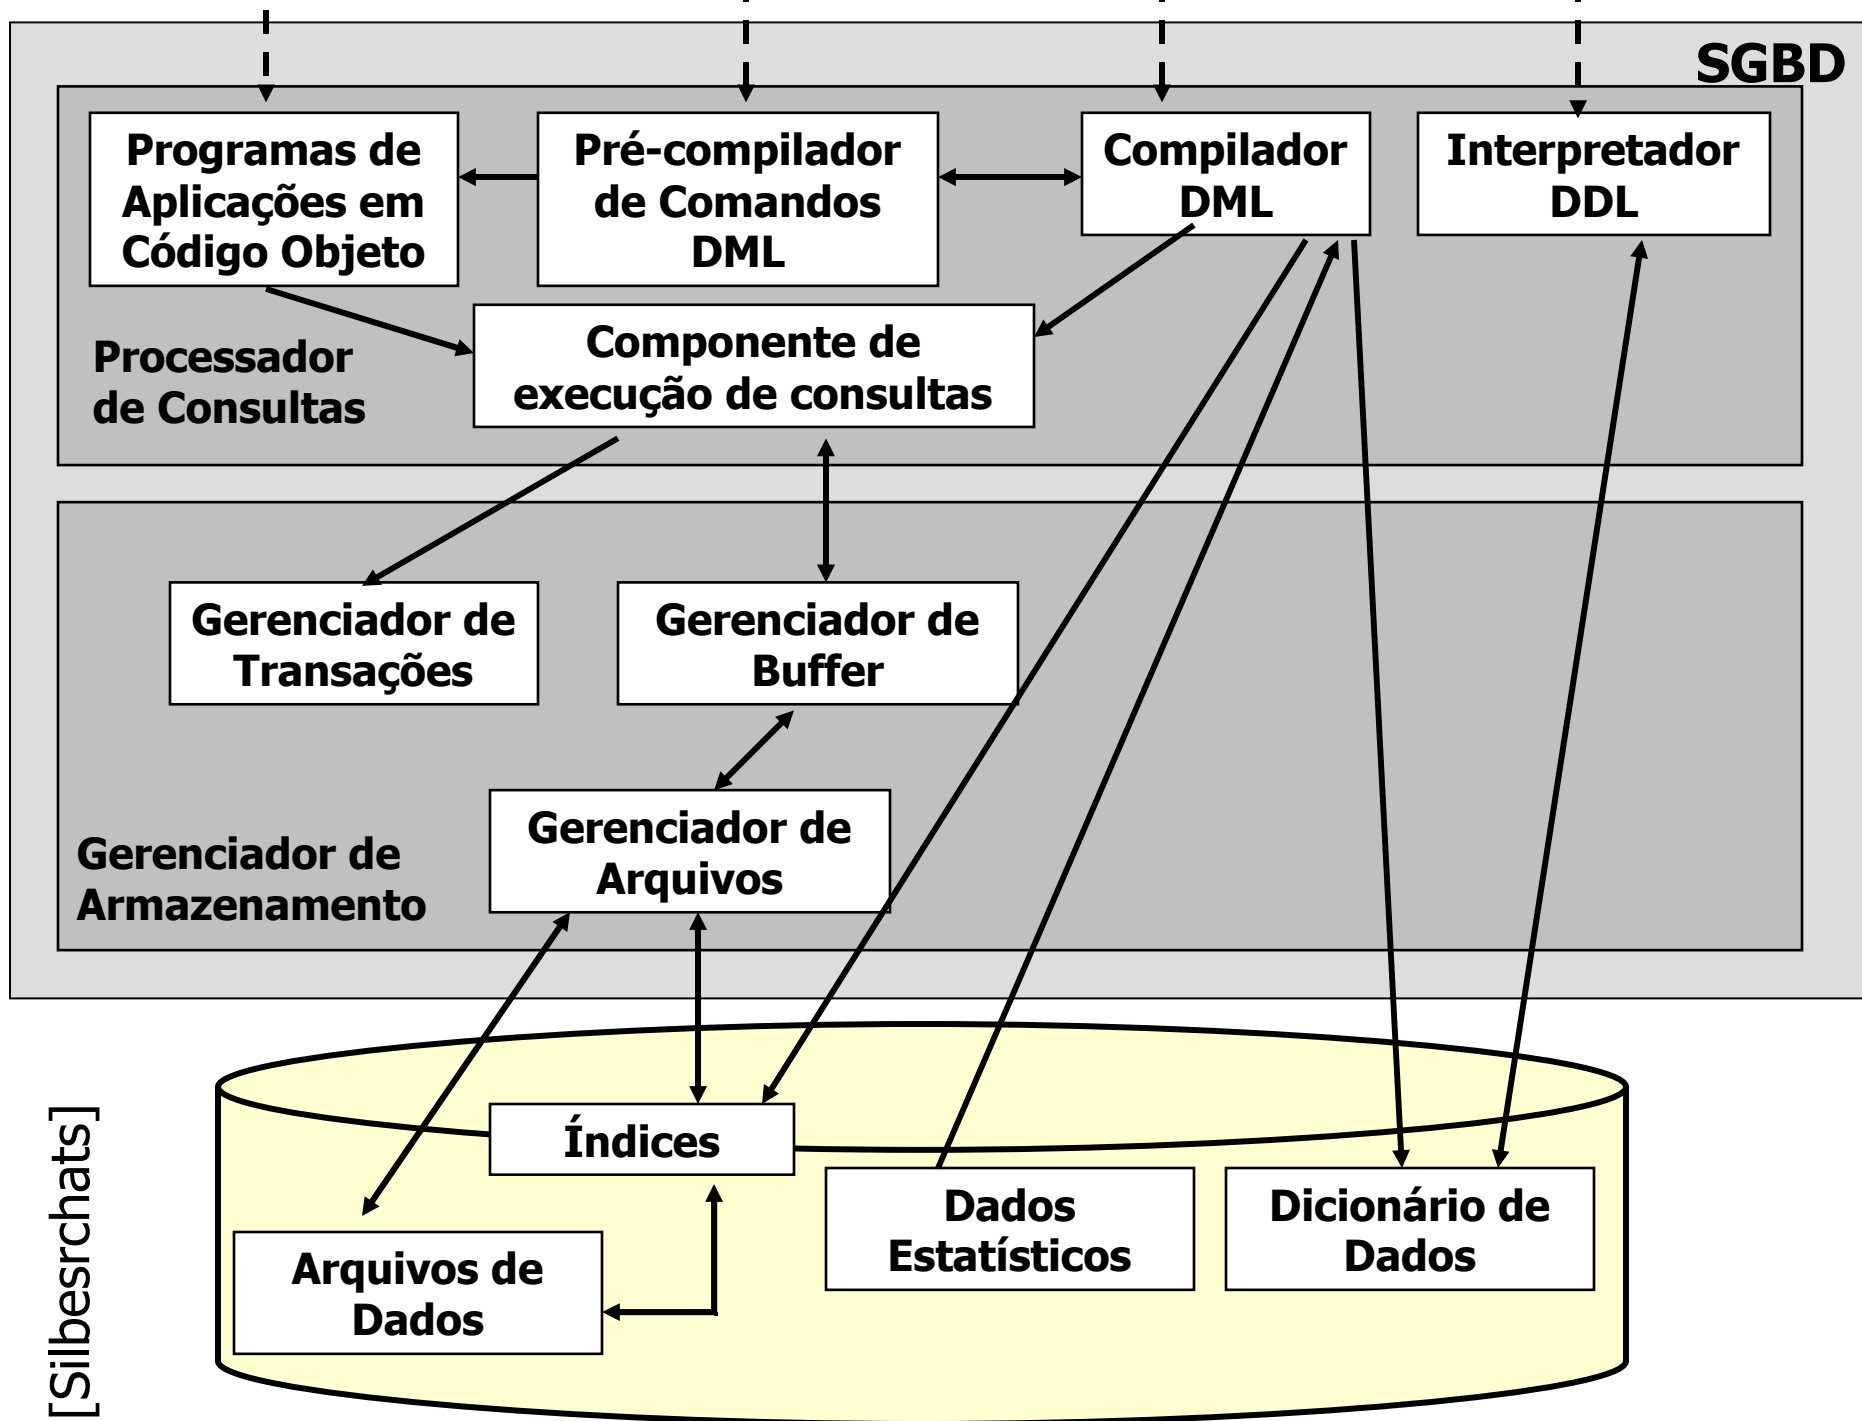 SGBD
Programas de
Aplicações em
Código Objeto
Pré-compilador
de Comandos
DML
Compilador
DML
Interpretador
DDL
Componente de
execução de consultas
Processador
de Consultas
Gerenciador de
Transações
Gerenciador de
Buffer
Gerenciador de
Arquivos
Gerenciador de
Armazenamento
Índices
Dados
Estatísticos
Dicionário de
Dados
Arquivos de
Dados
[Silbesrchats]